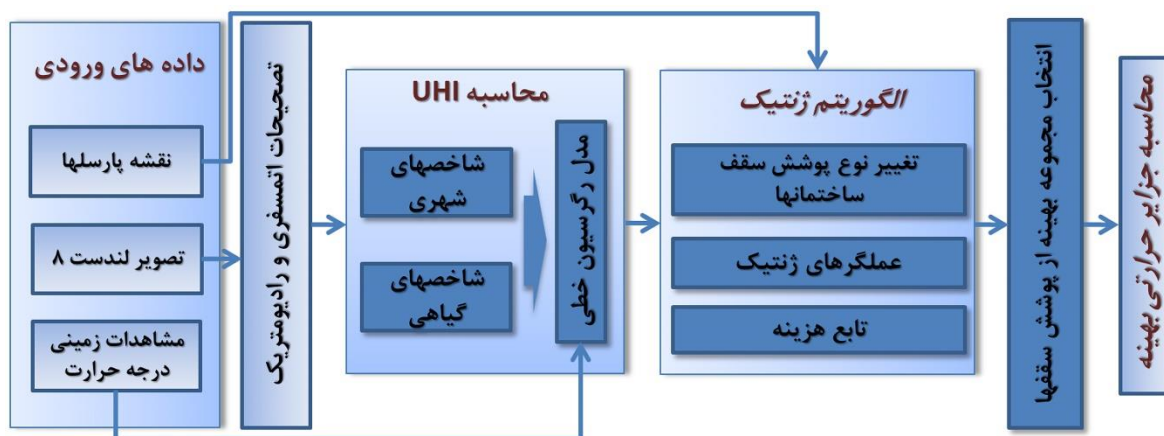 داده های ورودی
نقشه پارسلها
تصویر لندست ۸
مشاهدات زمینی
درجه حرارت
تصحیحات اتمسفری و رادیومتریک
محاسبه UHI
شاخصهای
شهری
شاخصهای
گیاهی
مدل رگرسیون خطی
الگوریتم ژنتیک
تغییر نوع پوشش سقف
ساختمانها
عملگرهای ژنتیک
تابع هزینه
انتخاب مجموعه بهینه از پوشش سقفها
محاسبه جزایر حرارتی بهینه